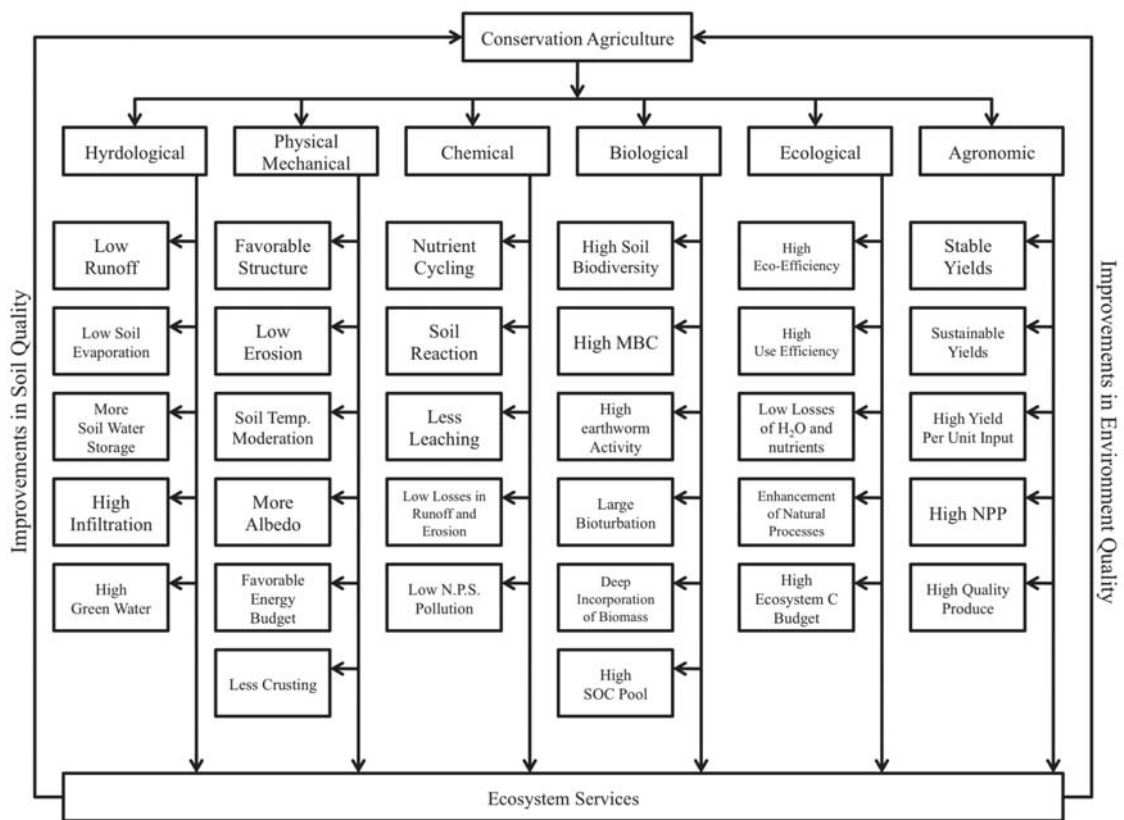 Conservation Agriculture
Hyrdological
Physical
Mechanical
Chemical
Biological
Ecological
Agronomic
Low
Runoff
Favorable
Structure
Nutrient
Cycling
High Soil
Biodiversity
High
Eco-Efficiency
Stable
Yields
Low Soil
Evaporation
Low
Erosion
Soil
Reaction
High MBC
High
Use Efficiency
Sustainable
Yields
More
Soil Water
Storage
Soil Temp.
Moderation
Less
Leaching
High
earthworm
Activity
Low Losses
of H₂O and
nutrients
High Yield
Per Unit Input
High
Infiltration
More
Albedo
Low Losses in
Runoff and
Erosion
Large
Bioturbation
Enhancement
of Natural
Processes
High NPP
High
Green Water
Favorable
Energy
Budget
Low N.P.S.
Pollution
Deep
Incorporation
of Biomass
High
Ecosystem C
Budget
High Quality
Produce
Less Crusting
High
SOC Pool
Ecosystem Services
Improvements in Soil Quality
Improvements in Environment Quality